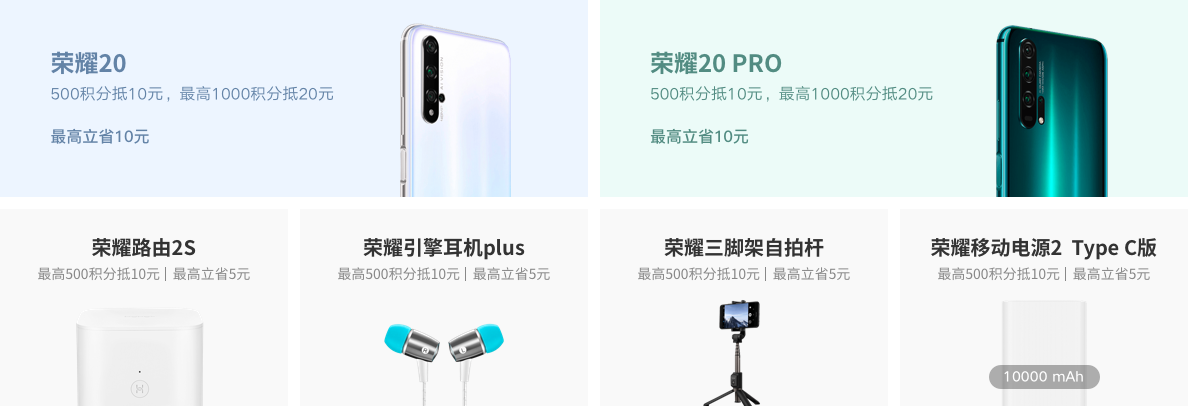 荣耀20
500积分抵10元，最高1000积分抵20元
最高立省10元
荣耀20 PRO
500积分抵10元，最高1000积分抵20元
最高立省10元
荣耀路由2S
最高500积分抵10元 | 最高立省5元
荣耀引擎耳机plus
最高500积分抵10元 | 最高立省5元
荣耀三脚架自拍杆
最高500积分抵10元 | 最高立省5元
荣耀移动电源2 Type C版
最高500积分抵10元 | 最高立省5元
10000 mAh